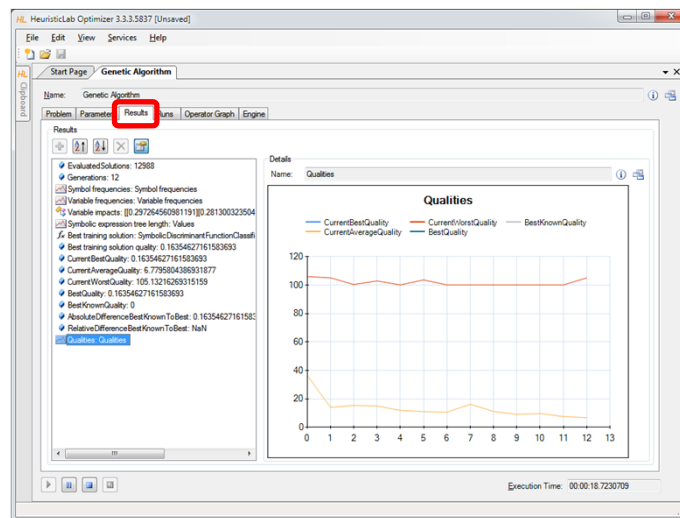 HL HeuristicLab Optimizer 3.3.3.5837 [Unsaved]
File Edit View Services Help
HL Start Page Genetic Algorithm
Clipboard
Name: Genetic Algorithm
Problem Parameters Results Runs Operator Graph Engine
Results
EvaluatedSolutions: 12988
Generations: 12
Symbol frequencies: Symbol frequencies
Variable frequencies: Variable frequencies
Variable impacts: [[0.297264560981191][0.281300323504
Symbolic expression tree length: Values
Best training solution: SymbolicDiscriminantFunctionClassifi
Best training solution quality: 0.16354627161583693
CurrentBestQuality: 0.16354627161583693
CurrentAverageQuality: 6.7795804386931877
CurrentWorstQuality: 105.13216269315159
BestQuality: 0.16354627161583693
BestKnownQuality: 0
AbsoluteDifferenceBestKnownToBest: 0.16354627161583
RelativeDifferenceBestKnownToBest: NaN
Qualities: Qualities
Details
Name: Qualities
Qualities
CurrentBestQuality CurrentWorstQuality BestKnownQuality
CurrentAverageQuality BestQuality
120
100
80
60
40
20
0
0 1 2 3 4 5 6 7 8 9 10 11 12 13
Execution Time: 00:00:18.7230709